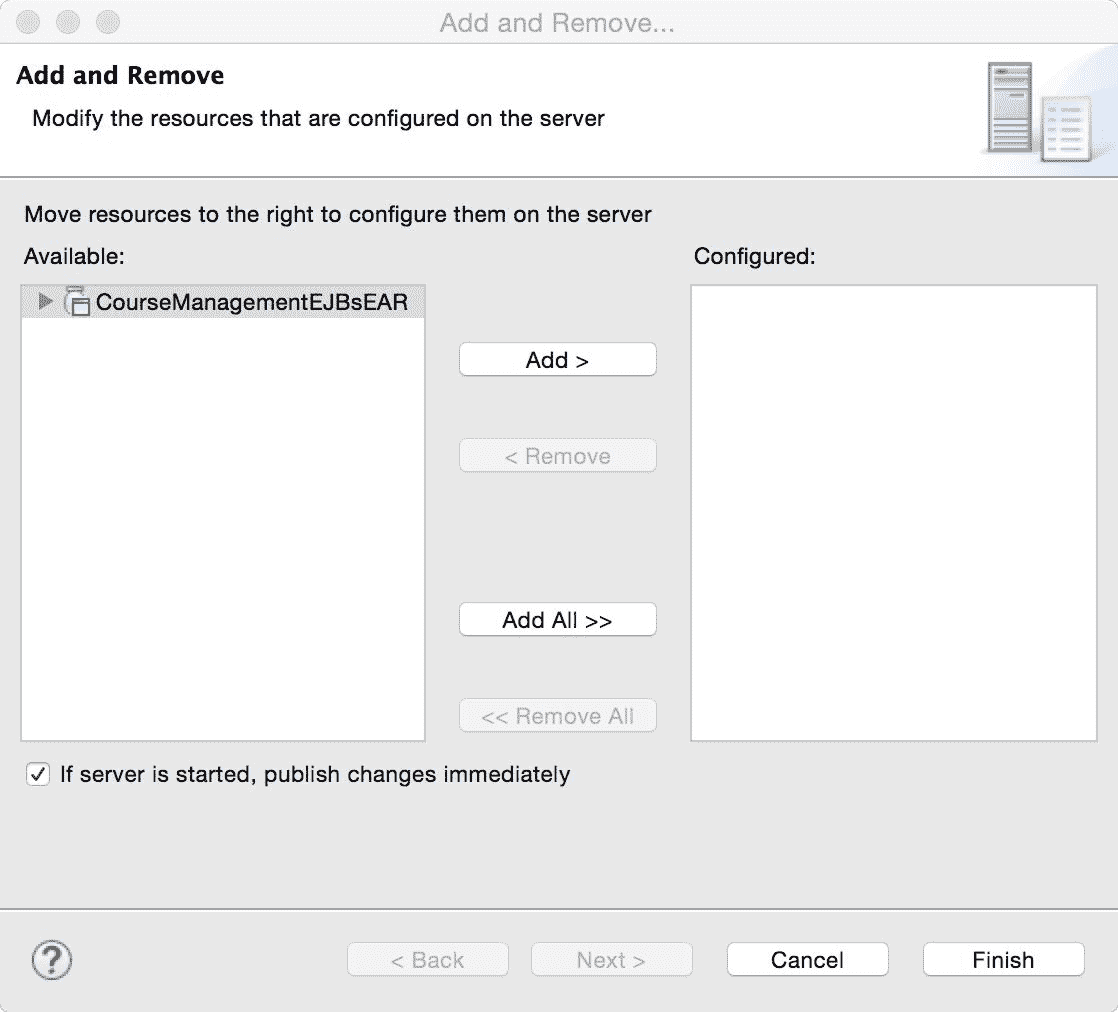 Add and Remove...
Add and Remove
Modify the resources that are configured on the server
Move resources to the right to configure them on the server
Available:
Configured:
CourseManagementEJBsEAR
Add >
< Remove
Add All >>
<< Remove All
If server is started, publish changes immediately
?
< Back
Next >
Cancel
Finish